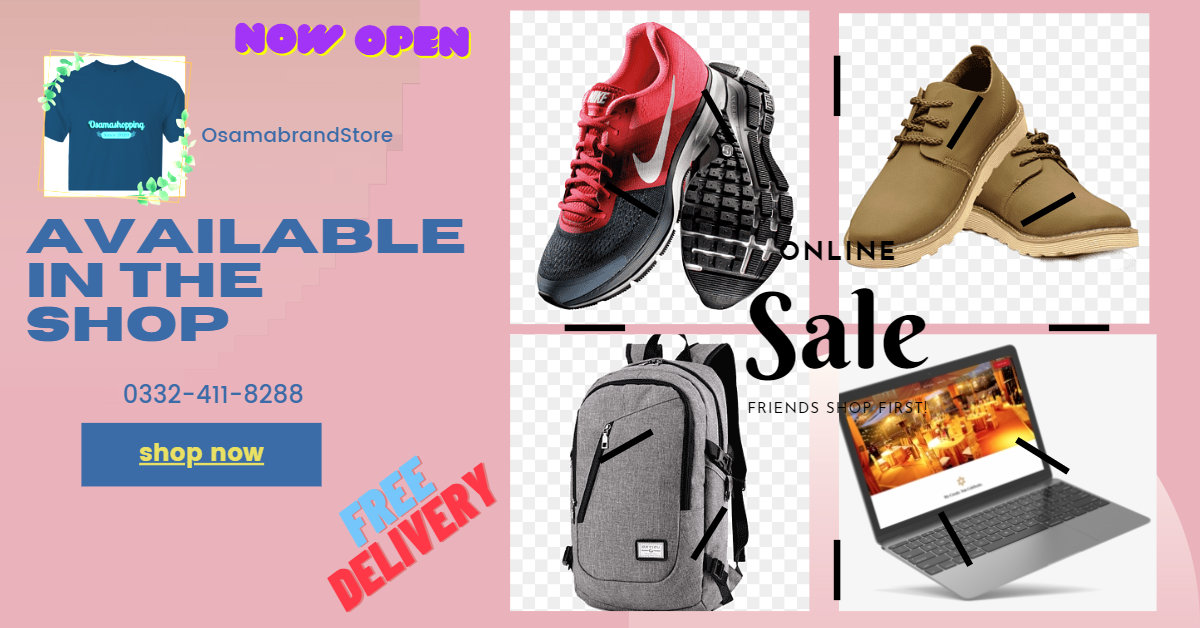 NOW OPEN
Osamashopping
OsamabrandStore
AVAILABLE
IN THE
SHOP
0332-411-8288
shop now
FREE
DELIVERY
NIKE
ONLINE
Sale
FRIENDS SHOP FIRST!